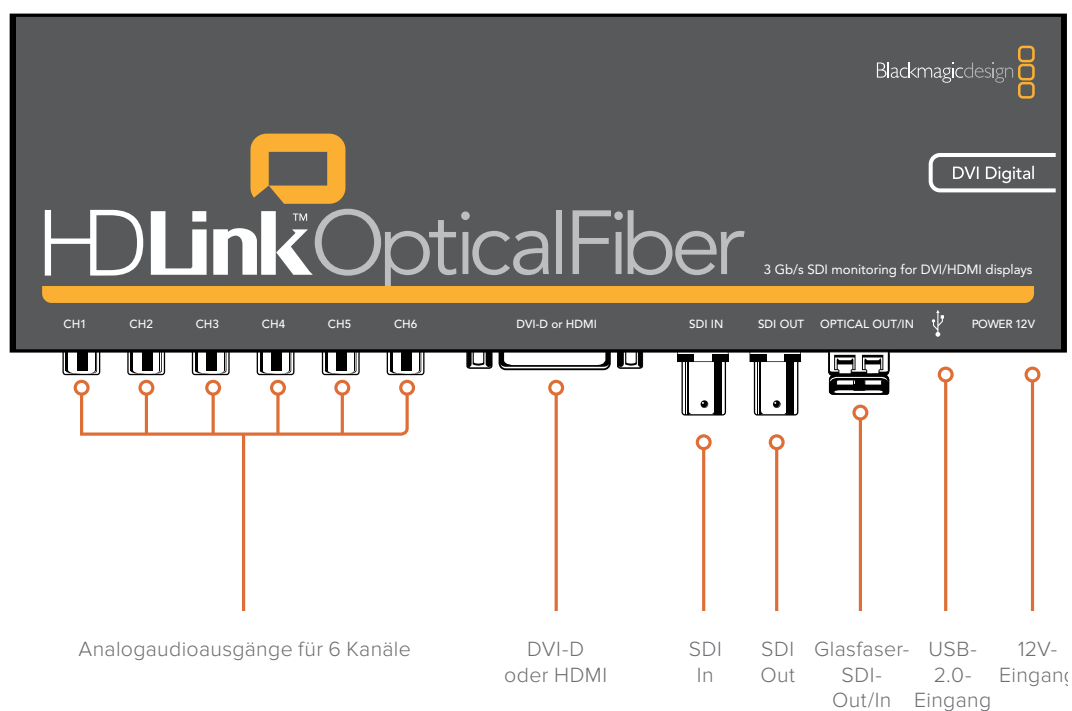 Blackmagicdesign
DVI Digital
HDLink™OpticalFiber
3 Gb/s SDI monitoring for DVI/HDMI displays
CH1 CH2 CH3 CH4 CH5 CH6 DVI-D or HDMI SDI IN SDI OUT OPTICAL OUT/IN POWER 12V
Analogaudioausgänge für 6 Kanäle
DVI-D
oder HDMI
SDI
In
SDI
Out
Glasfaser-
SDI-
Out/In
USB-
2.0-
Eingang
12V-
Eingang